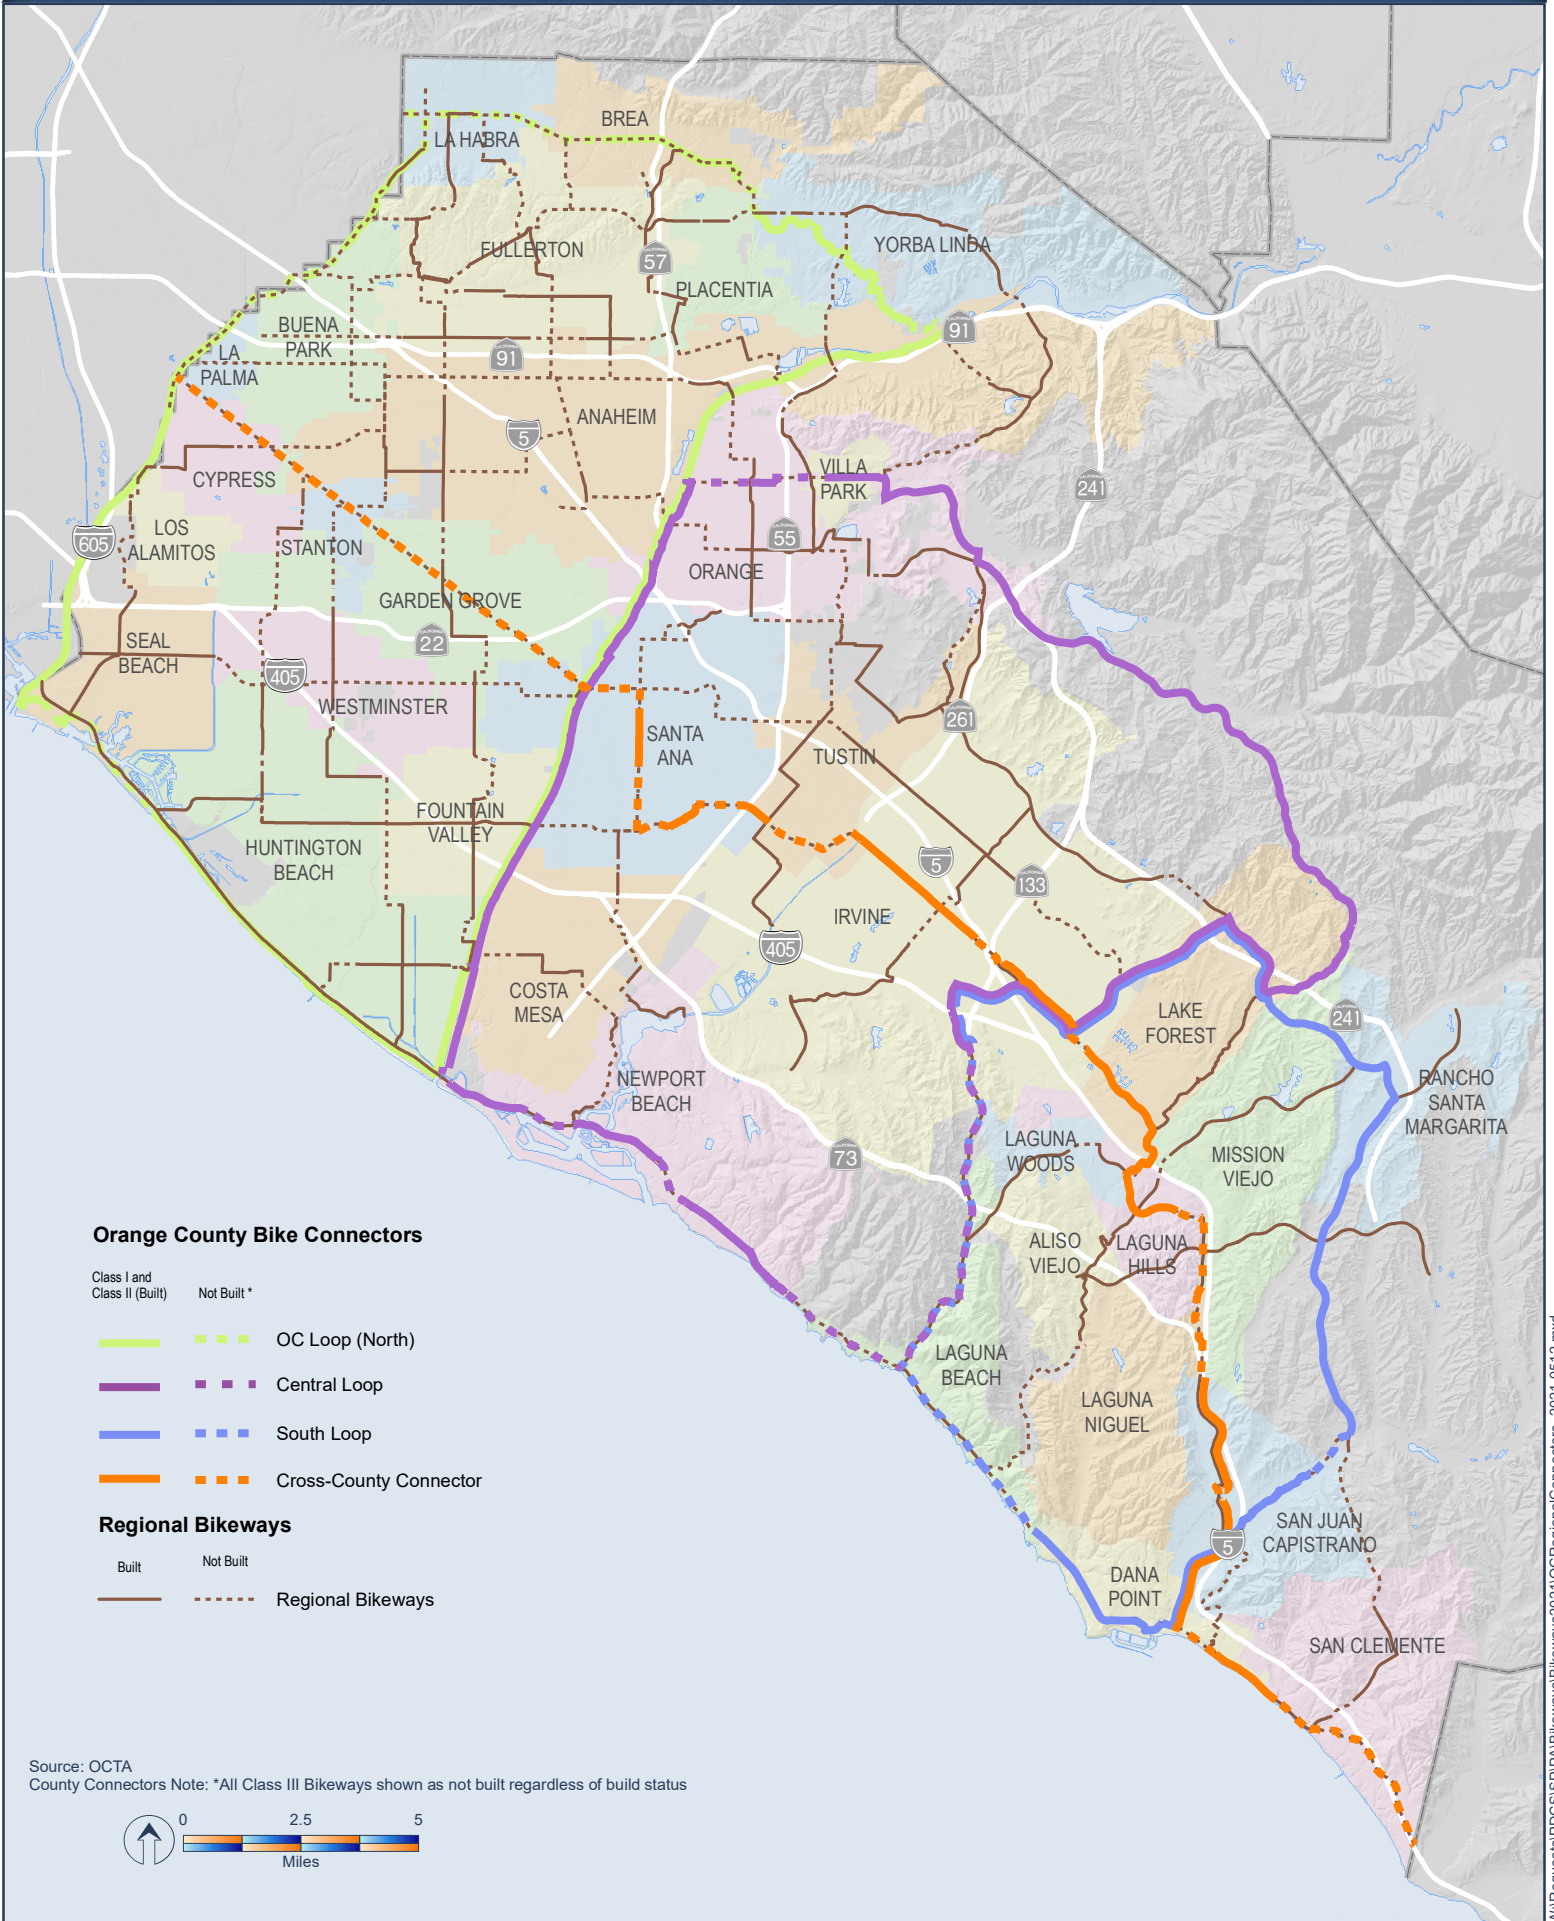 BREA
LA HABRA
FULLERTON
YORBA LINDA
57
PLACENTIA
BUENA
PARK
91
LA
PALMA
91
ANAHEIM
5
CYPRESS
VILLA
PARK
241
LOS
ALAMITOS
605
STANTON
55
ORANGE
GARDEN GROVE
22
SEAL
BEACH
405
WESTMINSTER
261
SANTA
ANA
TUSTIN
FOUNTAIN
VALLEY
HUNTINGTON
BEACH
5
133
IRVINE
405
COSTA
MESA
LAKE
FOREST
241
NEWPORT
BEACH
RANCHO
SANTA
MARGARITA
LAGUNA
WOODS
73
MISSION
VIEJO
ALISO
VIEJO
LAGUNA
HILLS
LAGUNA
BEACH
LAGUNA
NIGUEL
SAN JUAN
CAPISTRANO
5
DANA
POINT
SAN CLEMENTE
Orange County Bike Connectors
Class I and
Class II (Built)
Not Built *
OC Loop (North)
Central Loop
South Loop
Cross-County Connector
Regional Bikeways
Built
Not Built
Regional Bikeways
Source: OCTA
County Connectors Note: *All Class III Bikeways shown as not built regardless of build status
0 2.5 5
Miles